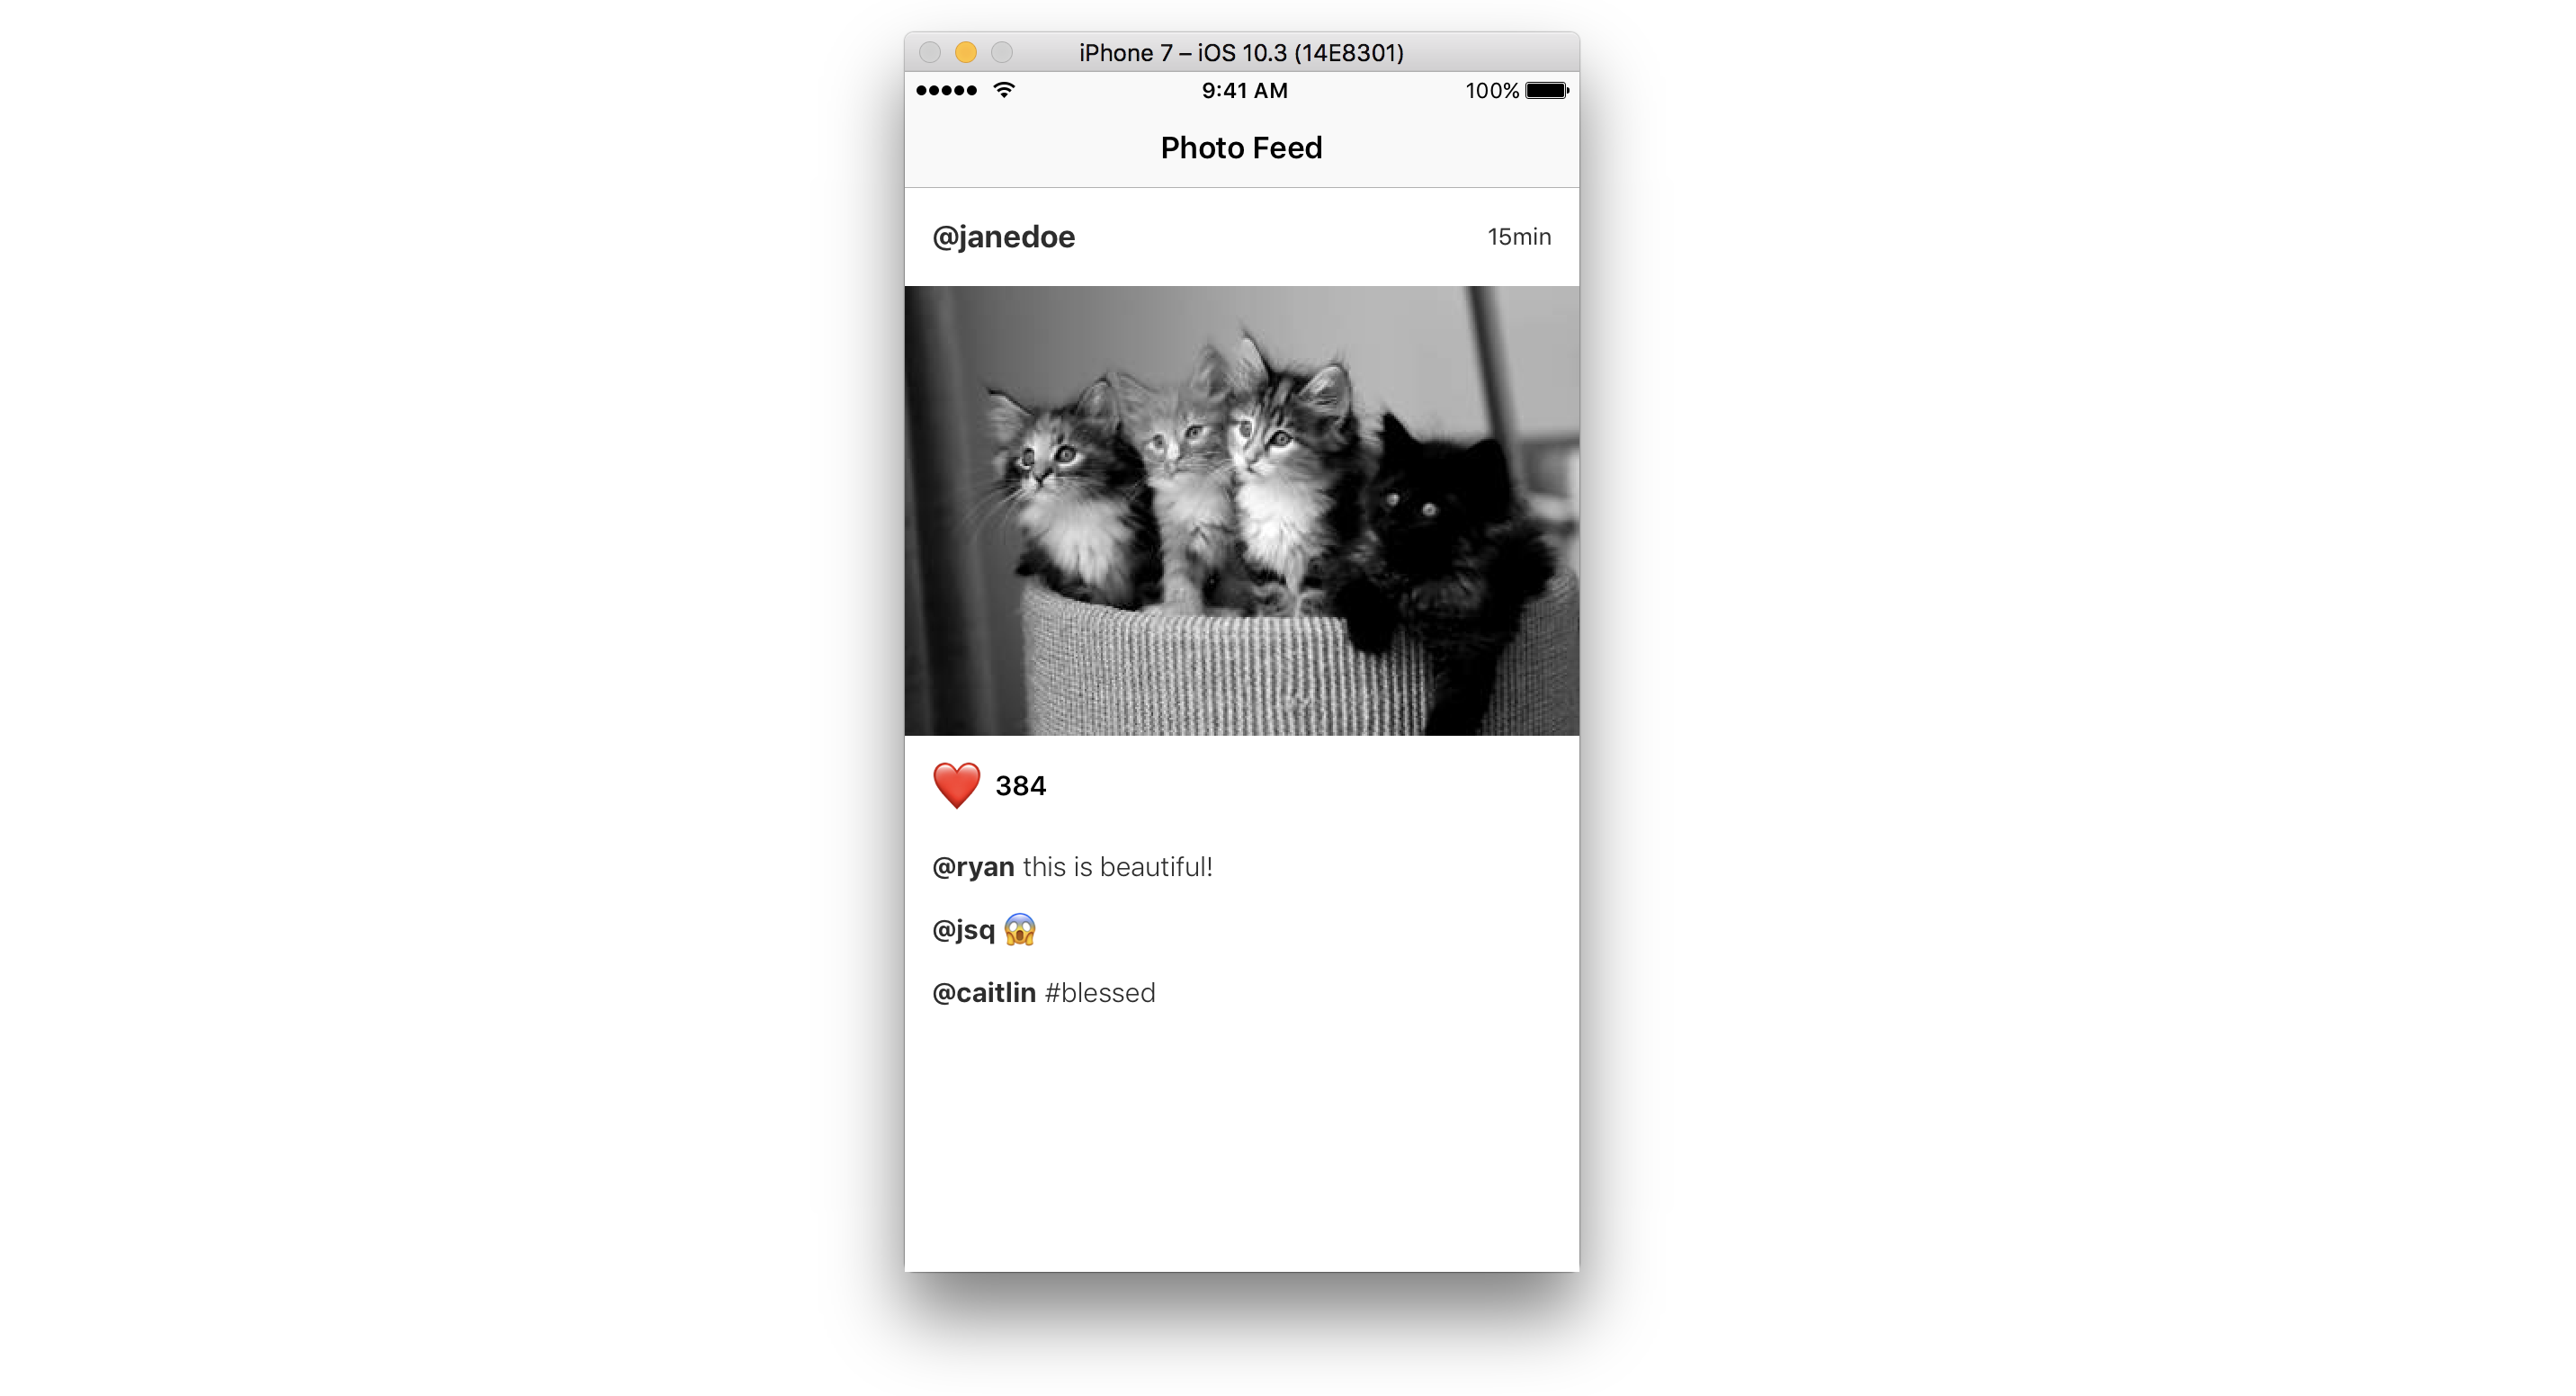 iPhone 7 – iOS 10.3 (14E8301)
9:41 AM 100%
Photo Feed
@janedoe 15min
❤️ 384
@ryan this is beautiful!
@jsq 😱
@caitlin #blessed